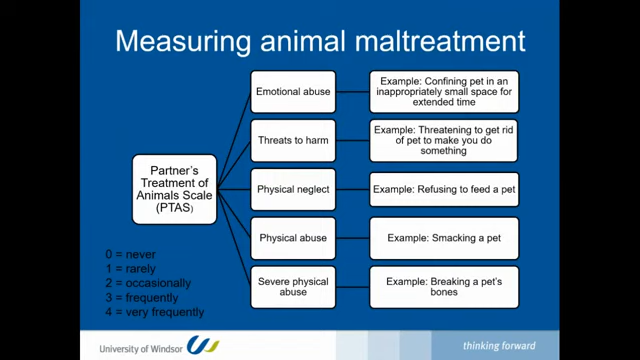 Measuring animal maltreatment
Partner's
Treatment of
Animals Scale
(PTAS)
Emotional abuse
Example: Confining pet in an
inappropriately small space for
extended time
Threats to harm
Example: Threatening to get rid
of pet to make you do
something
Physical neglect
Example: Refusing to feed a pet
Physical abuse
Example: Smacking a pet
Severe physical
abuse
Example: Breaking a pet's
bones
0 = never
1 = rarely
2 = occasionally
3 = frequently
4 = very frequently
University of Windsor
thinking forward